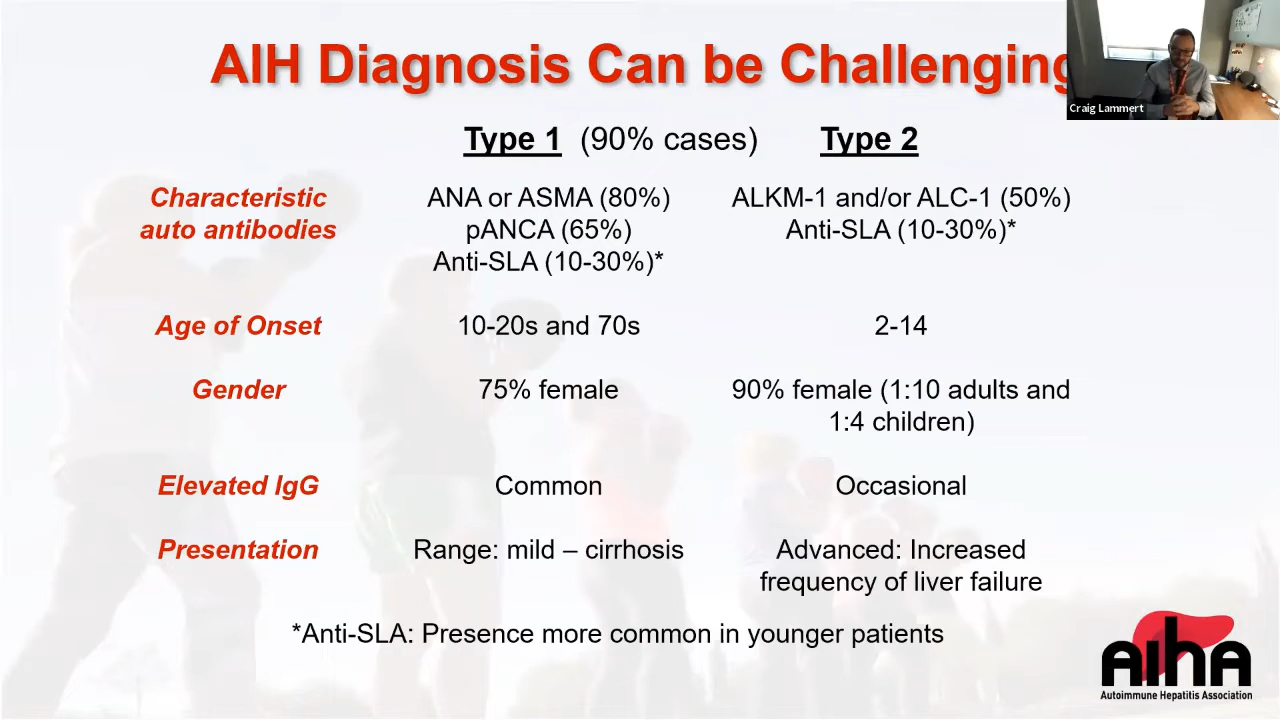 AIH Diagnosis Can be Challenging
Craig Lammert
Type 1 (90% cases) Type 2
Characteristic auto antibodies
ANA or ASMA (80%)
pANCA (65%)
Anti-SLA (10-30%)*
ALKM-1 and/or ALC-1 (50%)
Anti-SLA (10-30%)*
Age of Onset
10-20s and 70s
2-14
Gender
75% female
90% female (1:10 adults and
1:4 children)
Elevated IgG
Common
Occasional
Presentation
Range: mild – cirrhosis
Advanced: Increased
frequency of liver failure
*Anti-SLA: Presence more common in younger patients
AIHA
Autoimmune Hepatitis Association